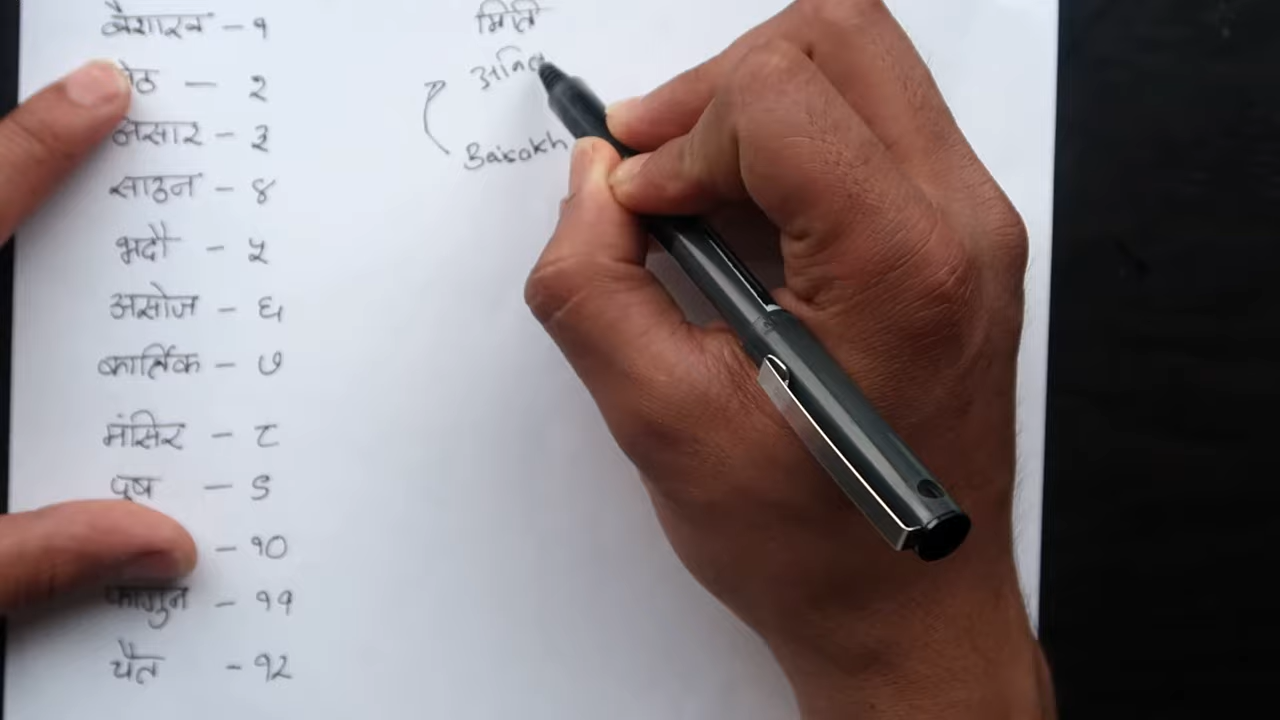 बैशाख - १
- २
असार - ३
साउन - ४
भदौ - ५
असोज - ६
कार्तिक - ७
मंसिर - ८
पुष - ९
- १०
फागुन - ११
चैत - १२
मिति
Baisakh